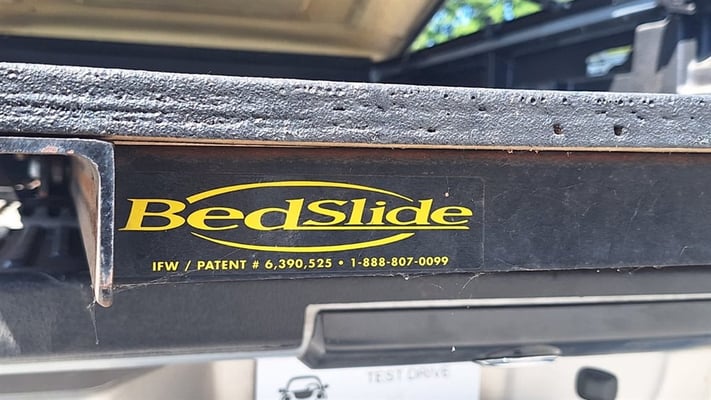 BedSlide
IFW / PATENT # 6,390,525 • 1-888-807-0099
TEST DRIVE